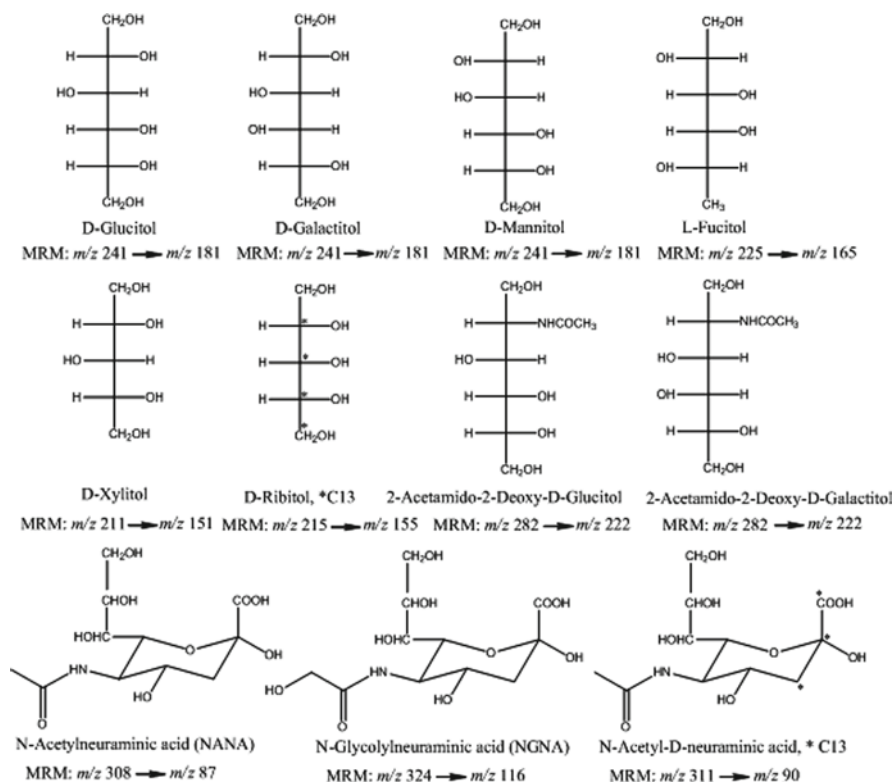 CH₂OH CH₂OH CH₂OH CH₂OH
H OH H OH OH H OH H
HO H HO H HO H H OH
H OH OH H H OH H OH
H OH H OH H OH OH H
CH₂OH CH₂OH CH₂OH CH₃
D-Glucitol D-Galactitol D-Mannitol L-Fucitol
MRM: m/z 241 → m/z 181 MRM: m/z 241 → m/z 181 MRM: m/z 241 → m/z 181 MRM: m/z 225 → m/z 165
CH₂OH CH₂OH CH₂OH CH₂OH
H OH H * OH H NHCOCH₃ H NHCOCH₃
HO H H * OH HO H HO H
H OH H * OH H OH OH H
CH₂OH * CH₂OH H OH H OH
CH₂OH CH₂OH
D-Xylitol D-Ribitol, *C13 2-Acetamido-2-Deoxy-D-Glucitol 2-Acetamido-2-Deoxy-D-Galactitol
MRM: m/z 211 → m/z 151 MRM: m/z 215 → m/z 155 MRM: m/z 282 → m/z 222 MRM: m/z 282 → m/z 222
CH₂OH CH₂OH CH₂OH
CHOH COOH CHOH COOH CHOH * COOH
HOHC O OH HOHC O OH HOHC O * OH
HN HO HO HN HO HN HO *
O O O
N-Acetylneuraminic acid (NANA) N-Glycolylneuraminic acid (NGNA) N-Acetyl-D-neuraminic acid, * C13
MRM: m/z 308 → m/z 87 MRM: m/z 324 → m/z 116 MRM: m/z 311 → m/z 90